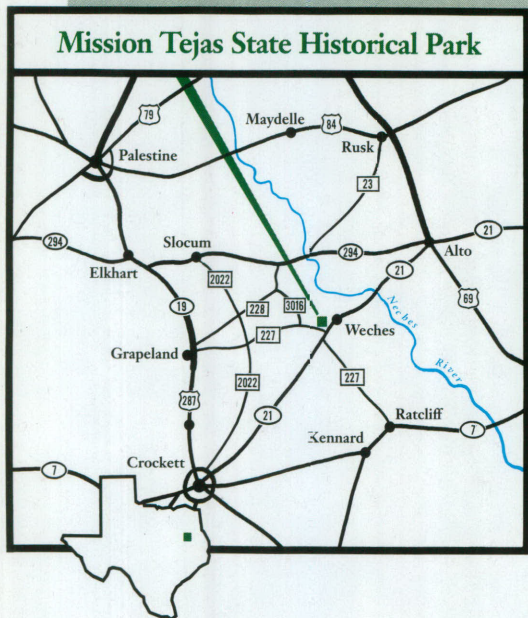 Mission Tejas State Historical Park
79
Maydelle
84
Rusk
Palestine
23
294
Slocum
294
21
Alto
Elkhart
2022
21
19
228
3016
69
Neches
River
Weches
227
Grapeland
227
2022
287
21
Ratcliff
7
Kennard
Crockett
7